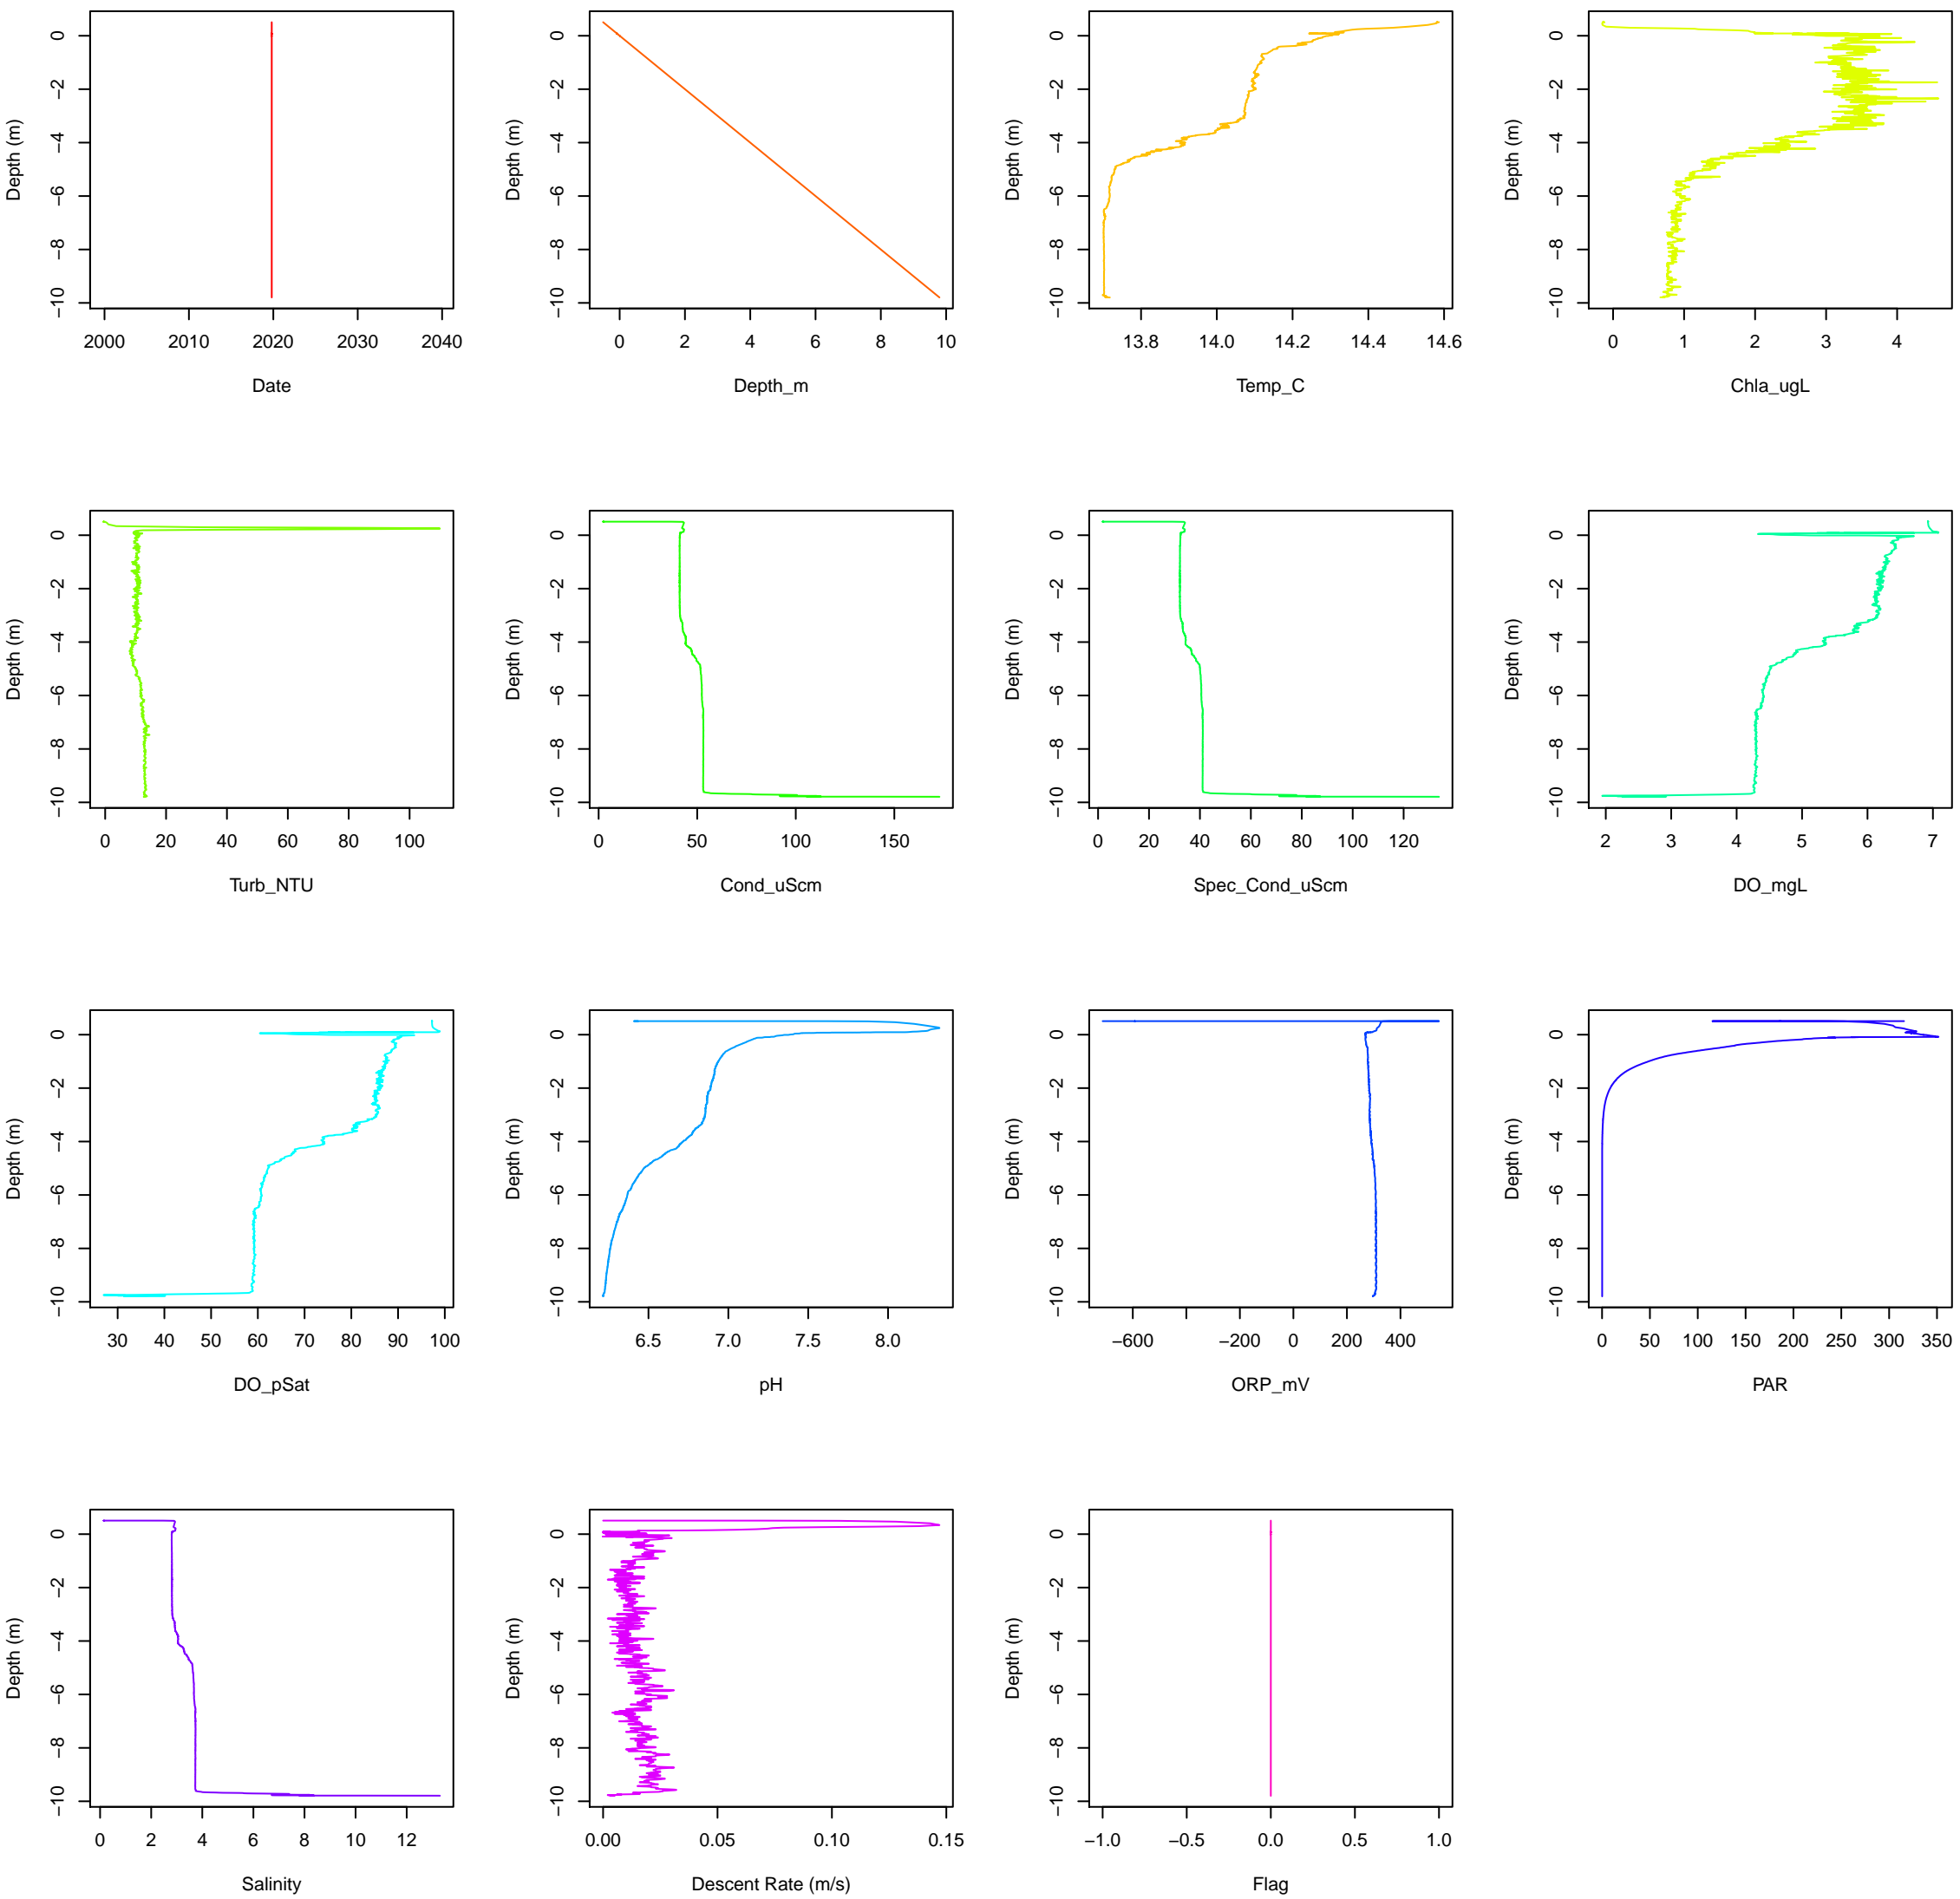 Depth (m)
0
−2
−4
−6
−8
−10
2000 2010 2020 2030 2040
Date
Depth (m)
0
−2
−4
−6
−8
−10
0 2 4 6 8 10
Depth_m
Depth (m)
0
−2
−4
−6
−8
−10
13.8 14.0 14.2 14.4 14.6
Temp_C
Depth (m)
0
−2
−4
−6
−8
−10
0 1 2 3 4
Chla_ugL
Depth (m)
0
−2
−4
−6
−8
−10
0 20 40 60 80 100
Turb_NTU
Depth (m)
0
−2
−4
−6
−8
−10
0 50 100 150
Cond_uScm
Depth (m)
0
−2
−4
−6
−8
−10
0 20 40 60 80 100 120
Spec_Cond_uScm
Depth (m)
0
−2
−4
−6
−8
−10
2 3 4 5 6 7
DO_mgL
Depth (m)
0
−2
−4
−6
−8
−10
30 40 50 60 70 80 90 100
DO_pSat
Depth (m)
0
−2
−4
−6
−8
−10
6.5 7.0 7.5 8.0
pH
Depth (m)
0
−2
−4
−6
−8
−10
−600 −200 0 200 400
ORP_mV
Depth (m)
0
−2
−4
−6
−8
−10
0 50 100 150 200 250 300 350
PAR
Depth (m)
0
−2
−4
−6
−8
−10
0 2 4 6 8 10 12
Salinity
Depth (m)
0
−2
−4
−6
−8
−10
0.00 0.05 0.10 0.15
Descent Rate (m/s)
Depth (m)
0
−2
−4
−6
−8
−10
−1.0 −0.5 0.0 0.5 1.0
Flag